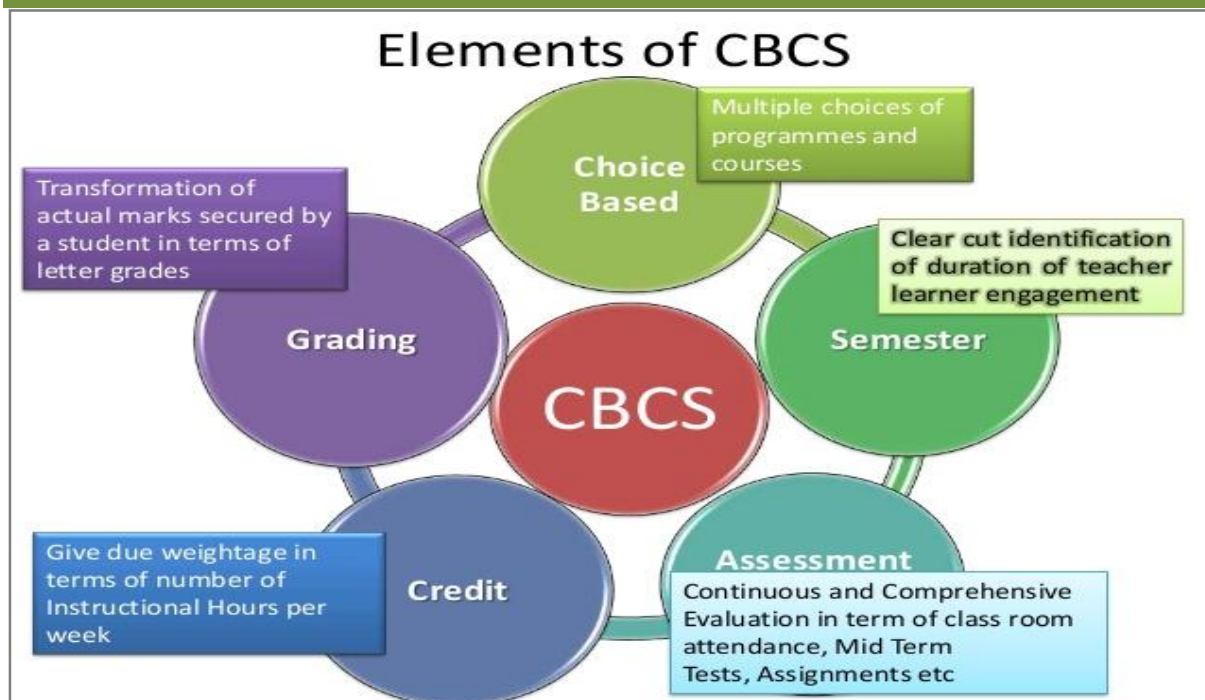 Elements of CBCS
Choice
Based
Multiple choices of
programmes and
courses
Transformation of
actual marks secured by
a student in terms of
letter grades
Grading
Clear cut identification
of duration of teacher
learner engagement
Semester
CBCS
Give due weightage in
terms of number of
Instructional Hours per
week
Credit
Assessment
Continuous and Comprehensive
Evaluation in term of class room
attendance, Mid Term
Tests, Assignments etc